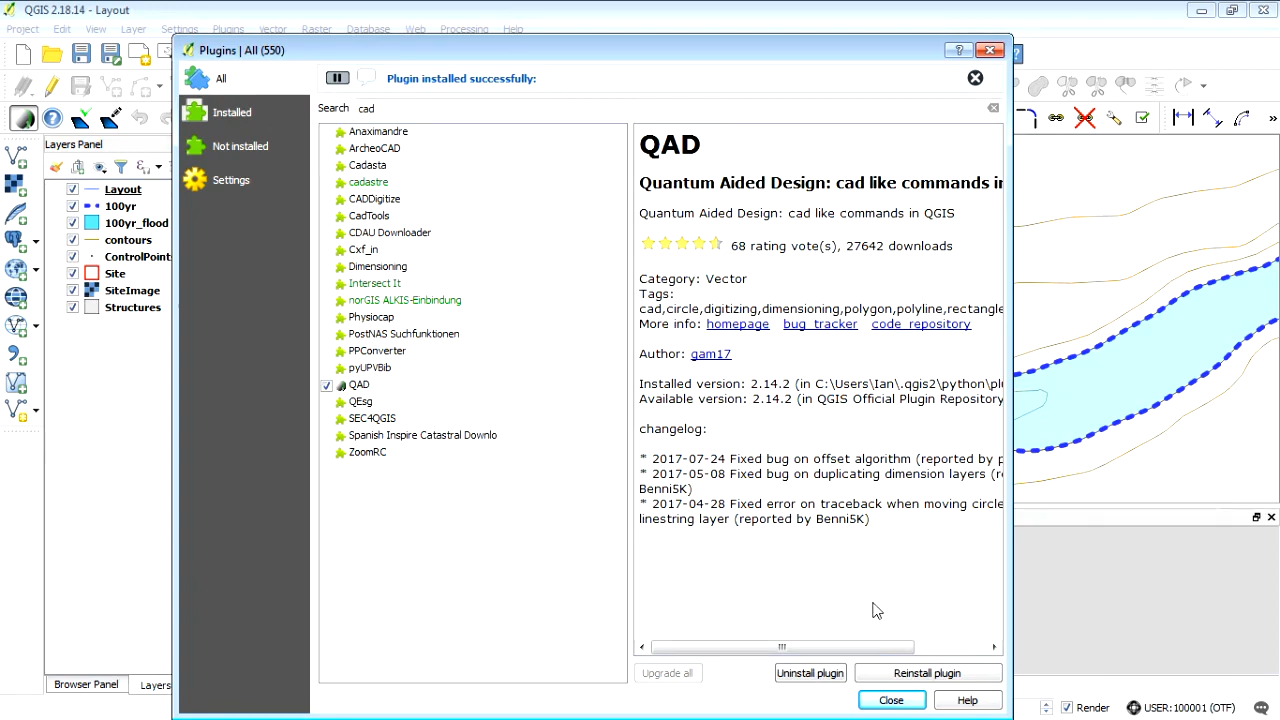 QGIS 2.18.14 - Layout
Project Edit View Layer Settings Plugins Vector Raster Database Web Processing Help
Plugins | All (550)
All
Installed
Not installed
Settings
Plugin installed successfully:
Search cad
Anaximandre
ArcheoCAD
Cadasta
cadastre
CADDigitize
CadTools
CDAU Downloader
Cxf_in
Dimensioning
Intersect It
norGIS ALKIS-Einbindung
Physiocap
PostNAS Suchfunktionen
PPConverter
pyUPVBib
QAD
QEsg
SEC4QGIS
Spanish Inspire Catastral Downlo
ZoomRC
QAD
Quantum Aided Design: cad like commands in
Quantum Aided Design: cad like commands in QGIS
68 rating vote(s), 27642 downloads
Category: Vector
Tags:
cad,circle,digitizing,dimensioning,polygon,polyline,rectangle
More info: homepage bug_tracker code_repository
Author: gam17
Installed version: 2.14.2 (in C:\Users\Ian\.qgis2\python\plu
Available version: 2.14.2 (in QGIS Official Plugin Repository
changelog:
* 2017-07-24 Fixed bug on offset algorithm (reported by p
* 2017-05-08 Fixed bug on duplicating dimension layers (re
Benni5K)
* 2017-04-28 Fixed error on traceback when moving circle
linestring layer (reported by Benni5K)
Upgrade all Uninstall plugin Reinstall plugin
Close Help
Layers Panel
Layout
100yr
100yr_flood
contours
ControlPoint
Site
SiteImage
Structures
Browser Panel Layers
Render USER:100001 (OTF)